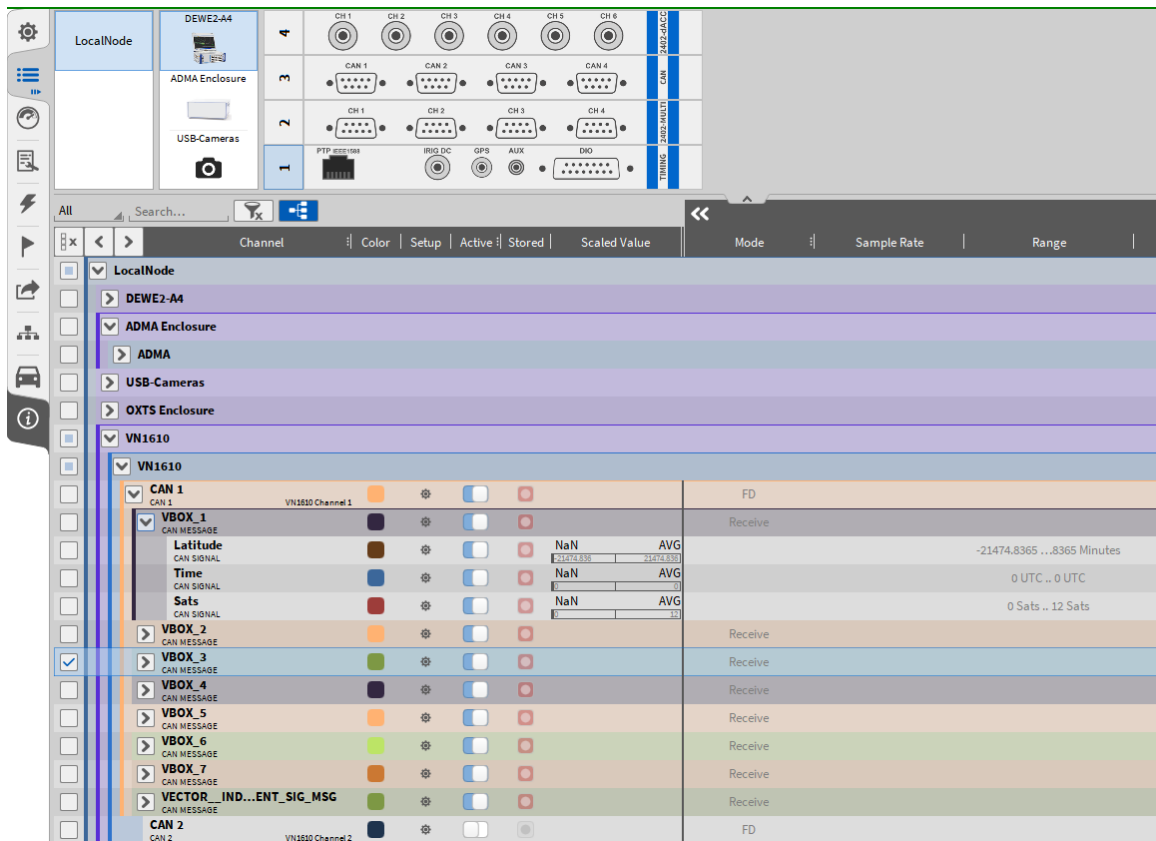 LocalNode
DEWE2-A4
ADMA Enclosure
USB-Cameras
4
CH 1 CH 2 CH 3 CH 4 CH 5 CH 6
2402-dACC
3
CAN 1 CAN 2 CAN 3 CAN 4
CAN
2
CH 1 CH 2 CH 3 CH 4
2402-MULTI
1
PTP IEEE1588 IRIG DC GPS AUX DIO
TIMING
All Search...
Channel Color Setup Active Stored Scaled Value Mode Sample Rate Range
LocalNode
DEWE2-A4
ADMA Enclosure
ADMA
USB-Cameras
OXTS Enclosure
VN1610
VN1610
CAN 1 FD
CAN 1 VN1610 Channel 1
VBOX_1 Receive
CAN MESSAGE
Latitude NaN AVG -21474.8365 ...8365 Minutes
CAN SIGNAL -21474.836 21474.836
Time NaN AVG 0 UTC .. 0 UTC
CAN SIGNAL 0 0
Sats NaN AVG 0 Sats .. 12 Sats
CAN SIGNAL 0 12
VBOX_2 Receive
CAN MESSAGE
VBOX_3 Receive
CAN MESSAGE
VBOX_4 Receive
CAN MESSAGE
VBOX_5 Receive
CAN MESSAGE
VBOX_6 Receive
CAN MESSAGE
VBOX_7 Receive
CAN MESSAGE
VECTOR__IND...ENT_SIG_MSG Receive
CAN MESSAGE
CAN 2 FD
CAN 2 VN1610 Channel 2